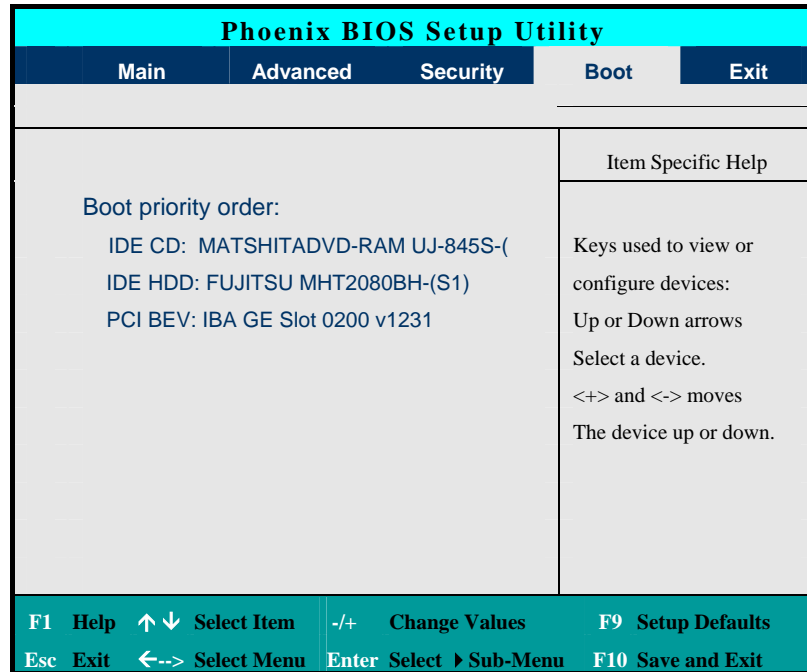 Phoenix BIOS Setup Utility
Main Advanced Security Boot Exit
Item Specific Help
Boot priority order:
IDE CD: MATSHITADVD-RAM UJ-845S-(
IDE HDD: FUJITSU MHT2080BH-(S1)
PCI BEV: IBA GE Slot 0200 v1231
Keys used to view or
configure devices:
Up or Down arrows
Select a device.
<+> and <-> moves
The device up or down.
F1 Help ↑↓ Select Item -/+ Change Values F9 Setup Defaults
Esc Exit ←--> Select Menu Enter Select ▸ Sub-Menu F10 Save and Exit